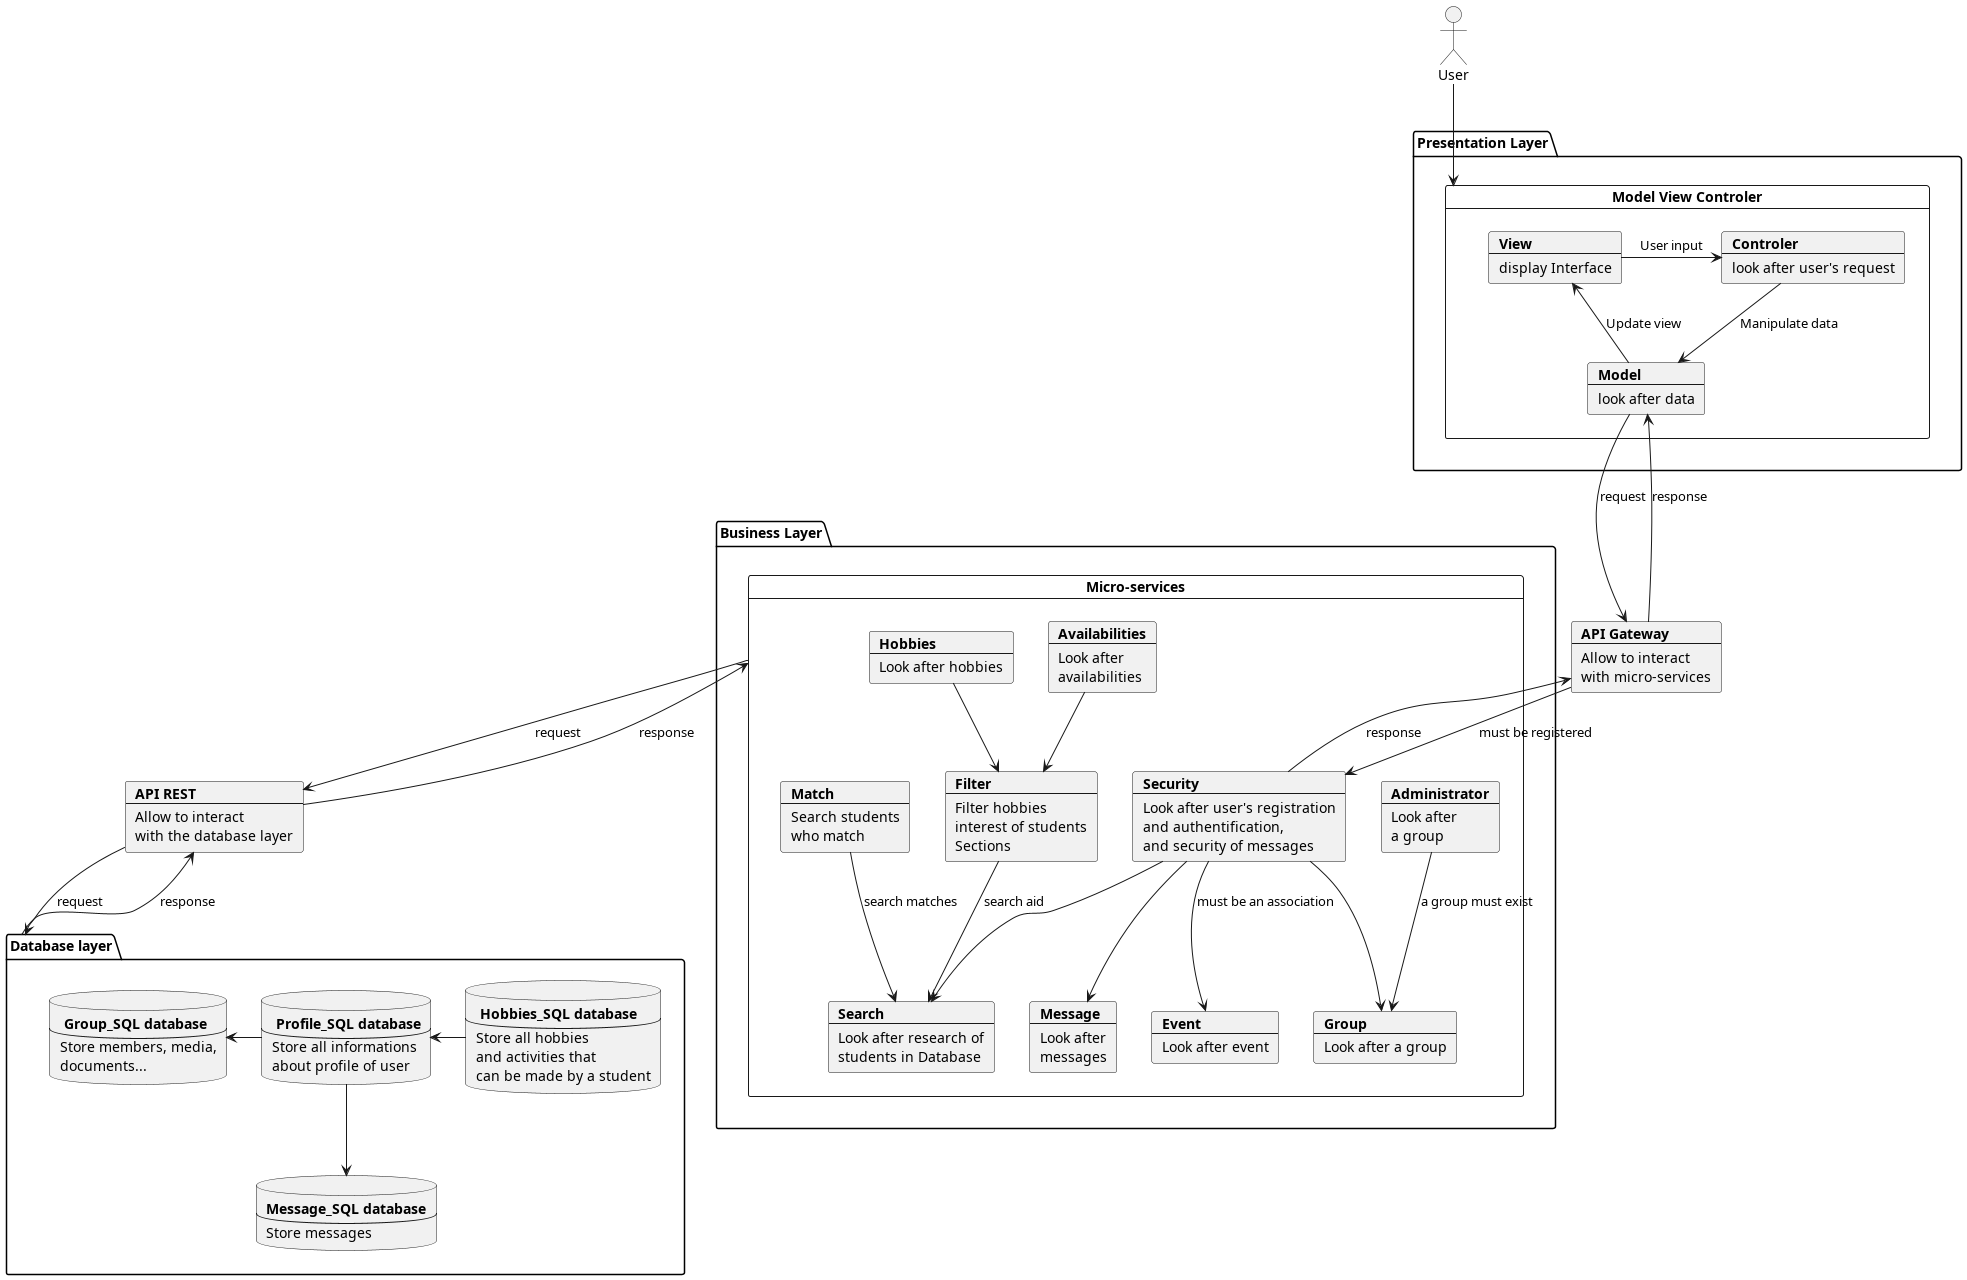 User
Presentation Layer
Model View Controler
View
display Interface
User input
Controler
look after user's request
Update view
Manipulate data
Model
look after data
request
response
Business Layer
Micro-services
Hobbies
Look after hobbies
Availabilities
Look after
availabilities
API Gateway
Allow to interact
with micro-services
request
response
response
must be registered
API REST
Allow to interact
with the database layer
Match
Search students
who match
Filter
Filter hobbies
interest of students
Sections
Security
Look after user's registration
and authentification,
and security of messages
Administrator
Look after
a group
request
response
search matches
search aid
must be an association
a group must exist
Database layer
Group_SQL database
Store members, media,
documents...
Profile_SQL database
Store all informations
about profile of user
Hobbies_SQL database
Store all hobbies
and activities that
can be made by a student
Search
Look after research of
students in Database
Message
Look after
messages
Event
Look after event
Group
Look after a group
Message_SQL database
Store messages